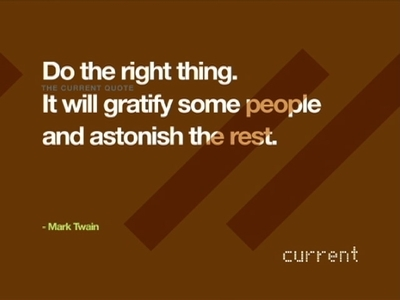 Do the right thing.
THE CURRENT QUOTE
It will gratify some people
and astonish the rest.
- Mark Twain
current